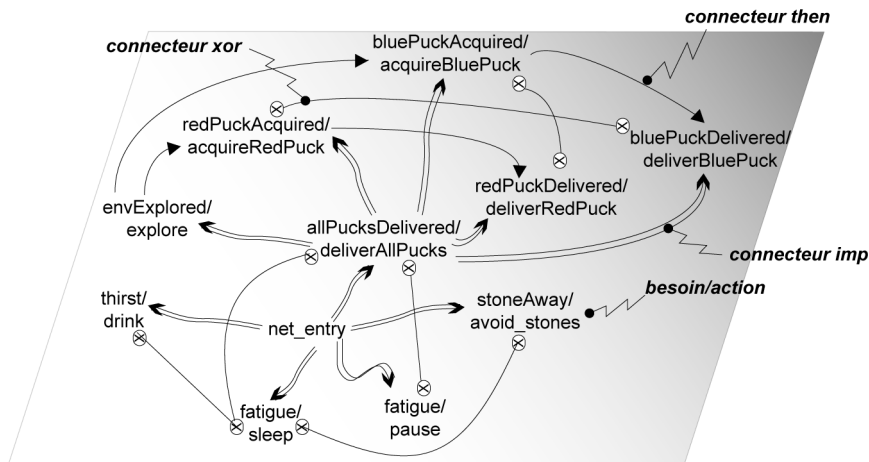 connecteur then
connecteur xor
bluePuckAcquired/
acquireBluePuck
redPuckAcquired/
acquireRedPuck
bluePuckDelivered/
deliverBluePuck
redPuckDelivered/
deliverRedPuck
envExplored/
explore
allPucksDelivered/
deliverAllPucks
connecteur imp
besoin/action
thirst/
drink
net_entry
stoneAway/
avoid_stones
fatigue/
sleep
fatigue/
pause